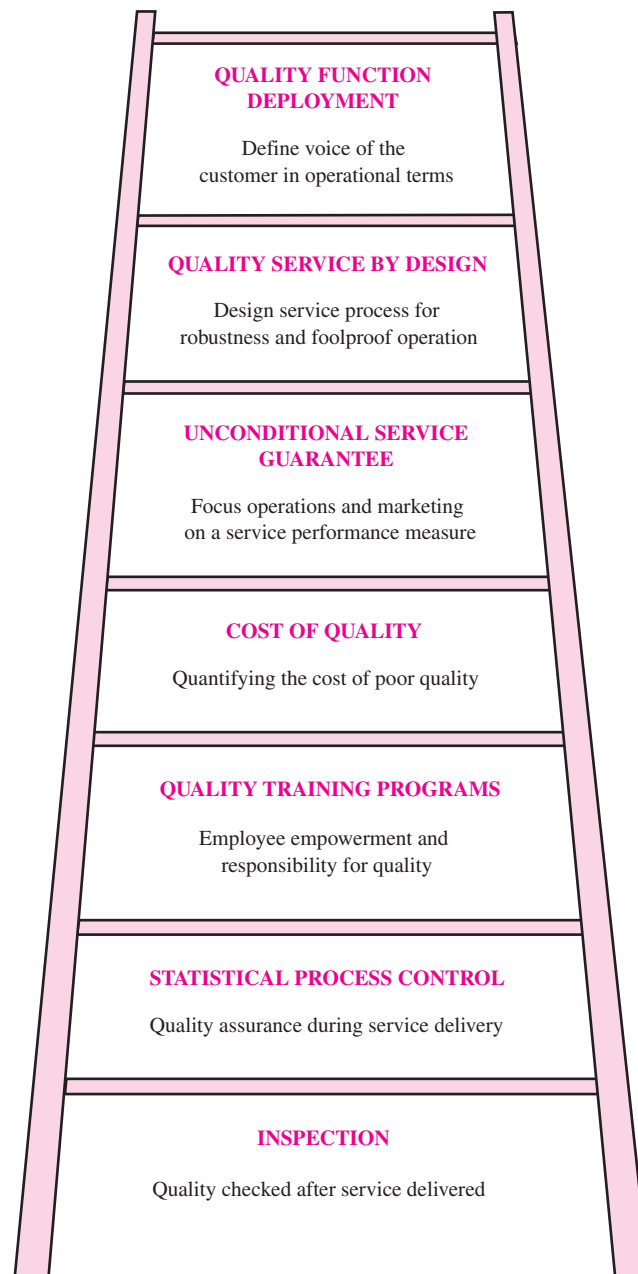 QUALITY FUNCTION
DEPLOYMENT
Define voice of the
customer in operational terms
QUALITY SERVICE BY DESIGN
Design service process for
robustness and foolproof operation
UNCONDITIONAL SERVICE
GUARANTEE
Focus operations and marketing
on a service performance measure
COST OF QUALITY
Quantifying the cost of poor quality
QUALITY TRAINING PROGRAMS
Employee empowerment and
responsibility for quality
STATISTICAL PROCESS CONTROL
Quality assurance during service delivery
INSPECTION
Quality checked after service delivered